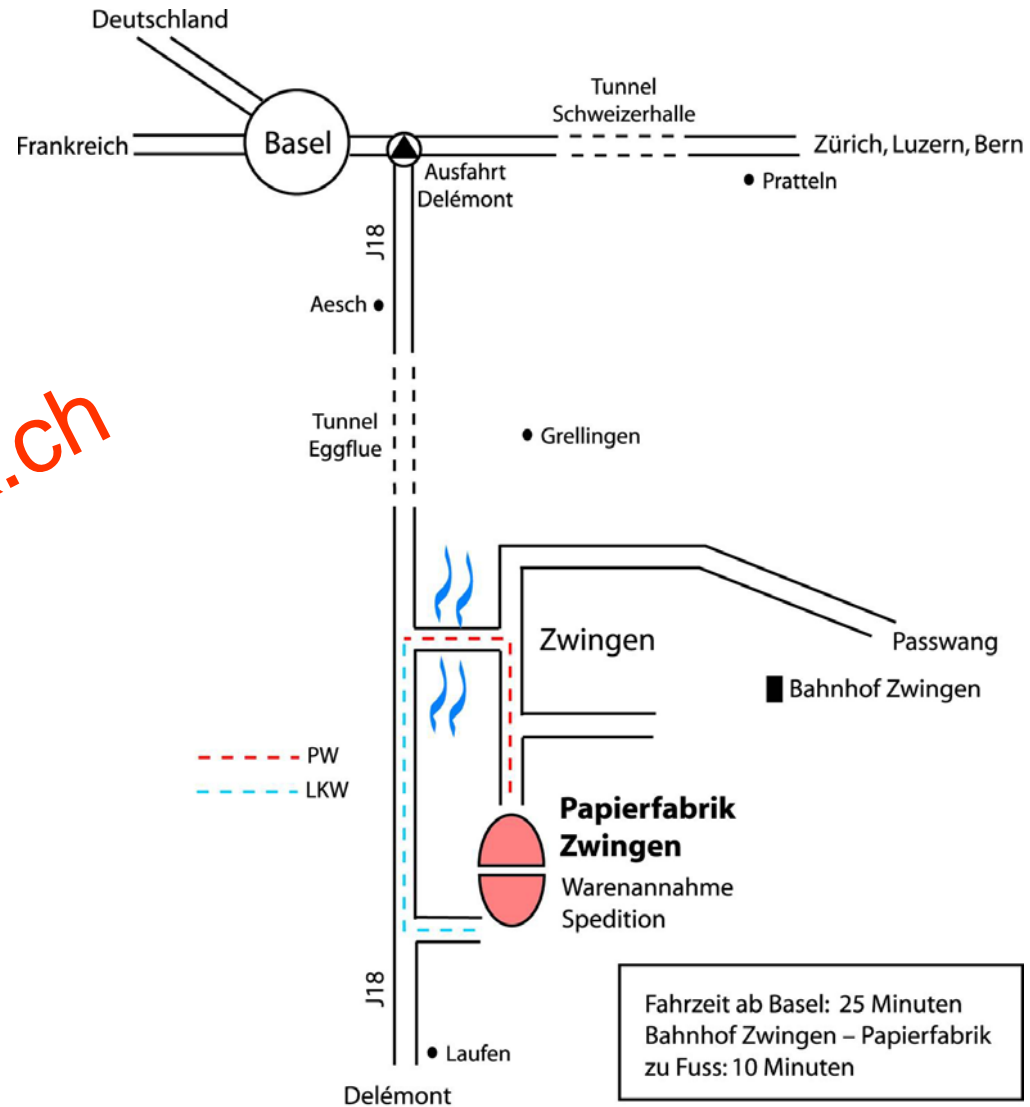 Deutschland
Tunnel
Schweizerhalle
Frankreich
Basel
Zürich, Luzern, Bern
Ausfahrt
Delémont
Pratteln
J18
Aesch
.ch
Tunnel
Eggflue
Grellingen
Zwingen
Passwang
Bahnhof Zwingen
PW
LKW
Papierfabrik
Zwingen
Warenannahme
Spedition
J18
Fahrzeit ab Basel: 25 Minuten
Bahnhof Zwingen – Papierfabrik
zu Fuss: 10 Minuten
Laufen
Delémont